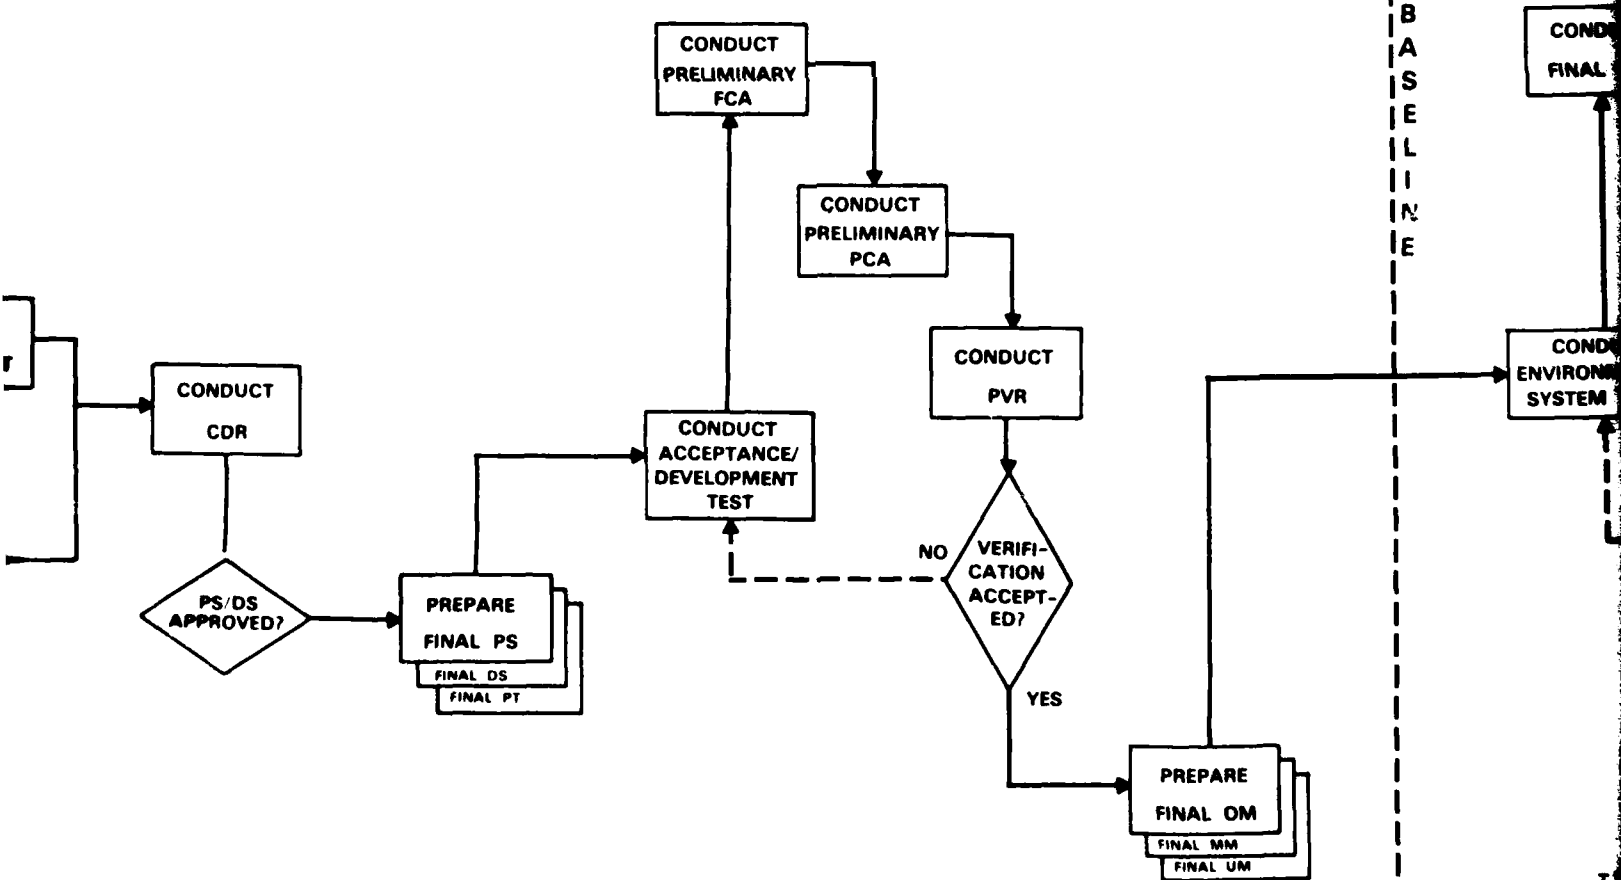 CONDUCT
PRELIMINARY
FCA
CONDUCT
PRELIMINARY
PCA
CONDUCT
PVR
CONDUCT
CDR
CONDUCT
ACCEPTANCE/
DEVELOPMENT
TEST
PS/DS
APPROVED?
PREPARE
FINAL PS
FINAL DS
FINAL PT
NO
VERIFI-
CATION
ACCEPT-
ED?
YES
PREPARE
FINAL OM
FINAL MM
FINAL UM
B
A
S
E
L
I
N
E
FINAL
SYSTEM